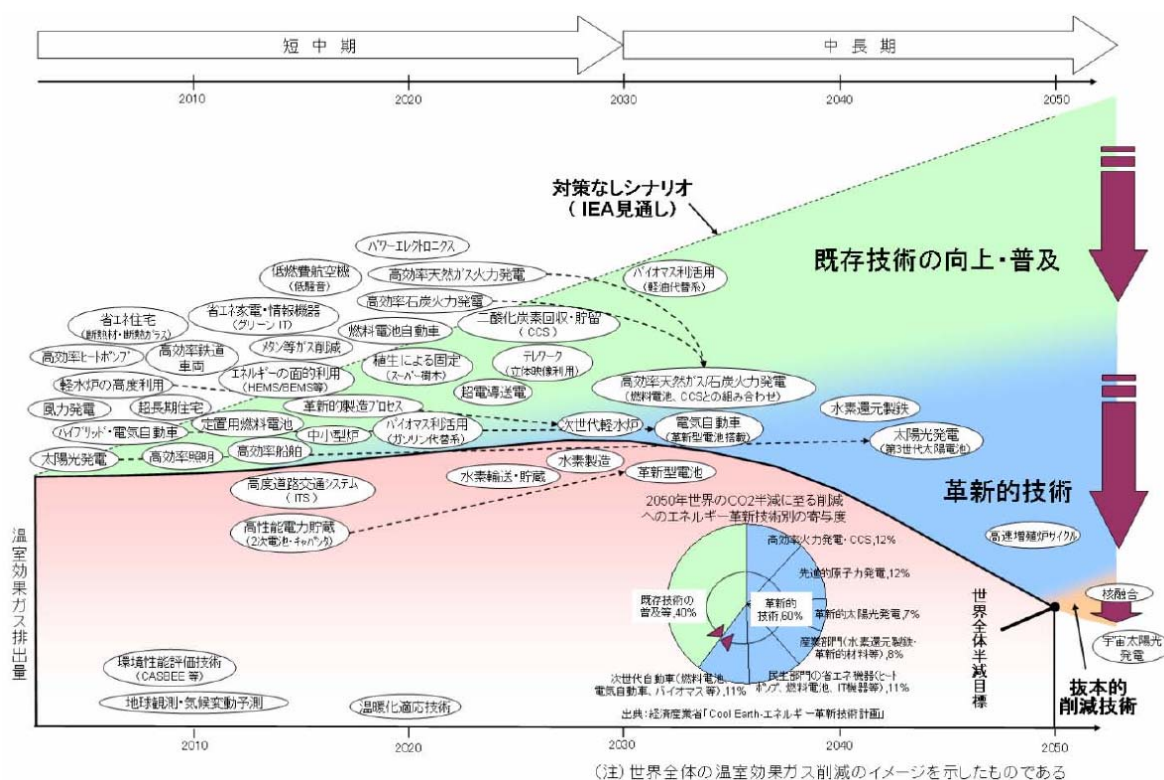 短中期
中長期
2010
2020
2030
2040
2050
対策なしシナリオ
(IEA見通し)
既存技術の向上・普及
パワーエレクトロニクス
低燃費航空機
(低騒音)
高効率天然ガス火力発電
バイオマス利活用
(軽油代替系)
高効率石炭火力発電
省エネ住宅
(断熱材・断熱ガラス)
省エネ家電・情報機器
(グリーンIT)
燃料電池自動車
二酸化炭素回収・貯留
(CCS)
高効率ヒートポンプ
高効率鉄道
車両
メタン等ガス削減
植生による固定
(スーパー樹木)
テレワーク
(立体映像利用)
エネルギーの面的利用
(HEMS/BEMS等)
軽水炉の高度利用
超電導送電
高効率天然ガス/石炭火力発電
(燃料電池、CCSとの組み合わせ)
風力発電
超長期住宅
革新的製造プロセス
水素還元製鉄
ハイブリッド・電気自動車
定置用燃料電池
中小型炉
バイオマス利活用
(ガソリン代替系)
次世代軽水炉
電気自動車
(革新型電池搭載)
太陽光発電
(第3世代太陽電池)
太陽光発電
高効率照明
高効率船舶
水素製造
高度道路交通システム
(ITS)
水素輸送・貯蔵
革新型電池
革新的技術
高性能電力貯蔵
(2次電池・キャパシタ)
高速増殖炉サイクル
温室効果ガス排出量
2050年世界のCO2半減に至る削減
へのエネルギー革新技術別の寄与度
高効率火力発電・CCS,12%
先進的原子力発電,12%
既存技術の
普及等,40%
革新的
技術,60%
革新的太陽光発電,7%
産業部門(水素還元製鉄・
革新的材料等),8%
次世代自動車(燃料電池、
電気自動車、バイオマス等),11%
民生部門の省エネ機器(ヒート
ポンプ、燃料電池、IT機器等),11%
出典:経済産業省「Cool Earth-エネルギー革新技術計画」
世界全体半減目標
核融合
宇宙太陽光
発電
抜本的
削減技術
環境性能評価技術
(CASBEE 等)
地球観測・気候変動予測
温暖化適応技術
2010
2020
2030
2040
2050
(注)世界全体の温室効果ガス削減のイメージを示したものである